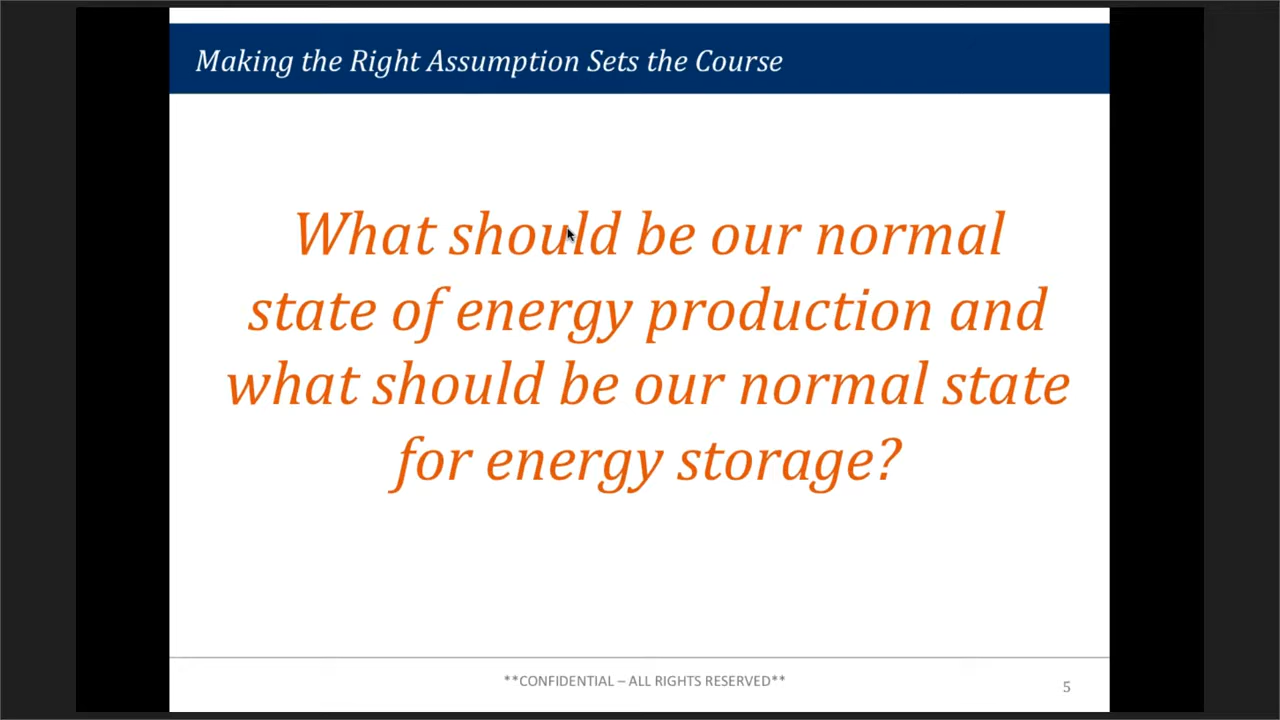 Making the Right Assumption Sets the Course
What should be our normal
state of energy production and
what should be our normal state
for energy storage?
**CONFIDENTIAL – ALL RIGHTS RESERVED**
5